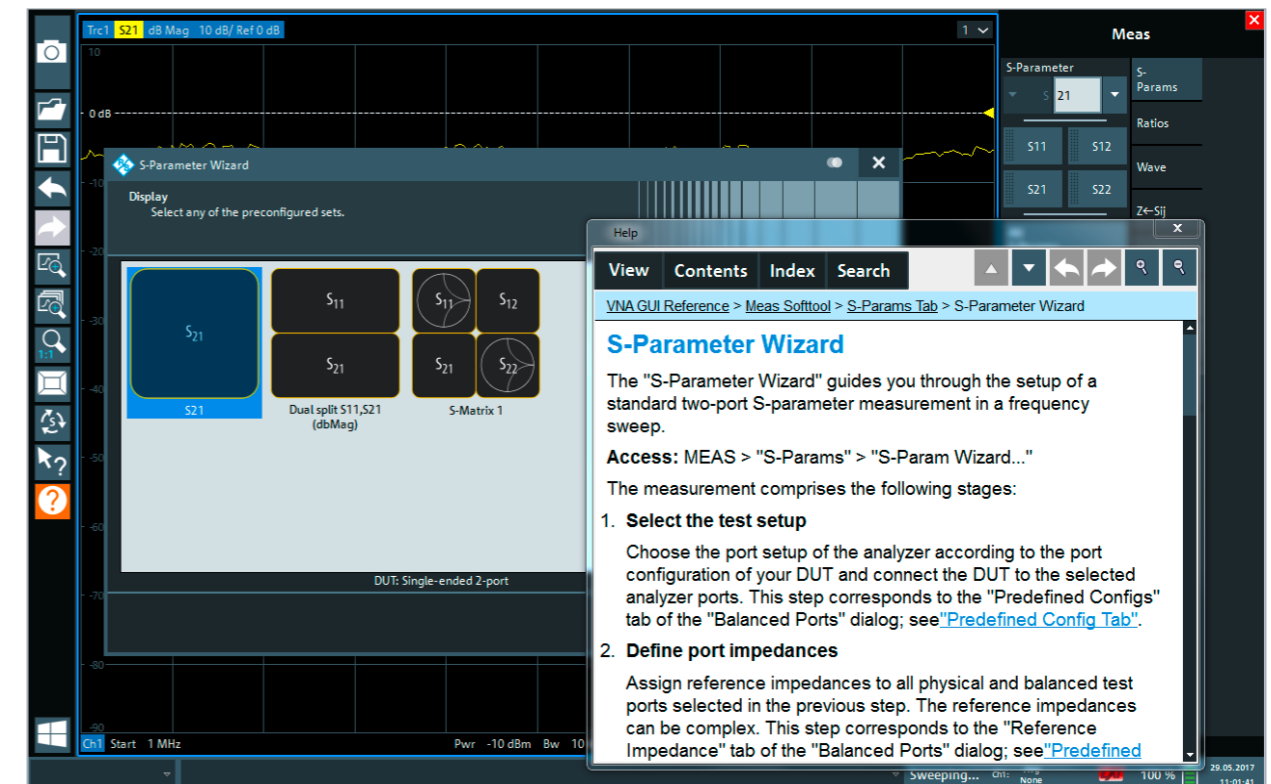 Trc1 S21 dB Mag 10 dB/ Ref 0 dB
1
Meas
10
0 dB
-10
-20
-30
-40
-50
-60
-70
-80
-90
S-Parameter
S 21
S-
Params
Ratios
S11 S12
Wave
S21 S22
Z←Sij
S-Parameter Wizard
Display
Select any of the preconfigured sets.
S21
S11
S21
S11 S12
S21 S22
S21
Dual split S11,S21
(dbMag)
S-Matrix 1
DUT: Single-ended 2-port
1:1
Help
View Contents Index Search
VNA GUI Reference > Meas Softtool > S-Params Tab > S-Parameter Wizard
S-Parameter Wizard
The "S-Parameter Wizard" guides you through the setup of a
standard two-port S-parameter measurement in a frequency
sweep.
Access: MEAS > "S-Params" > "S-Param Wizard..."
The measurement comprises the following stages:
1. Select the test setup
Choose the port setup of the analyzer according to the port
configuration of your DUT and connect the DUT to the selected
analyzer ports. This step corresponds to the "Predefined Configs"
tab of the "Balanced Ports" dialog; see"Predefined Config Tab".
2. Define port impedances
Assign reference impedances to all physical and balanced test
ports selected in the previous step. The reference impedances
can be complex. This step corresponds to the "Reference
Impedance" tab of the "Balanced Ports" dialog; see"Predefined
Ch1 Start 1 MHz Pwr -10 dBm Bw 10
Sweeping... Ch1: None 100 %
29.05.2017
11:01:41